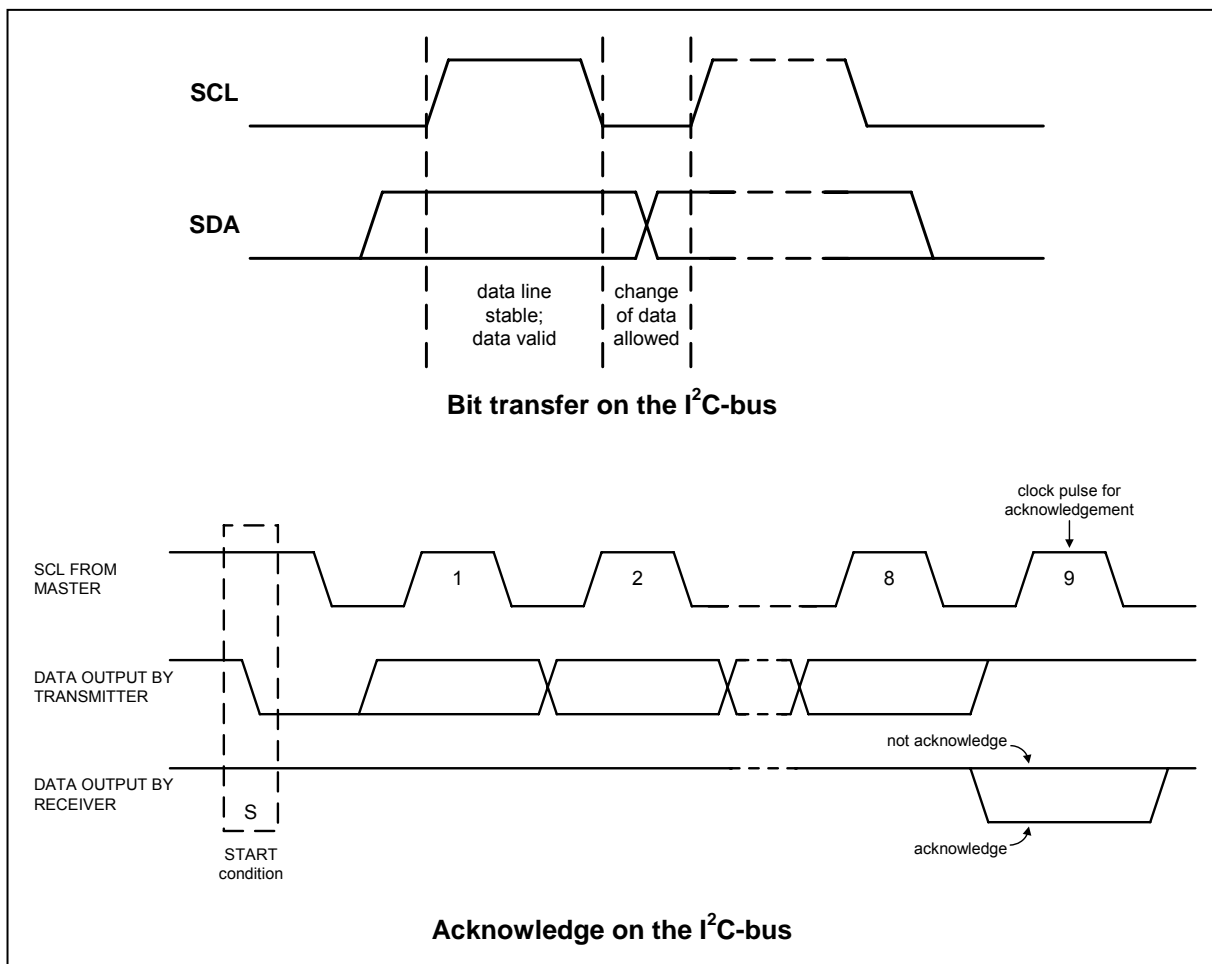 SCL
SDA
data line
stable;
data valid
change
of data
allowed
Bit transfer on the I²C-bus
clock pulse for
acknowledgement
SCL FROM
MASTER
1
2
8
9
DATA OUTPUT BY
TRANSMITTER
not acknowledge
DATA OUTPUT BY
RECEIVER
S
acknowledge
START
condition
Acknowledge on the I²C-bus